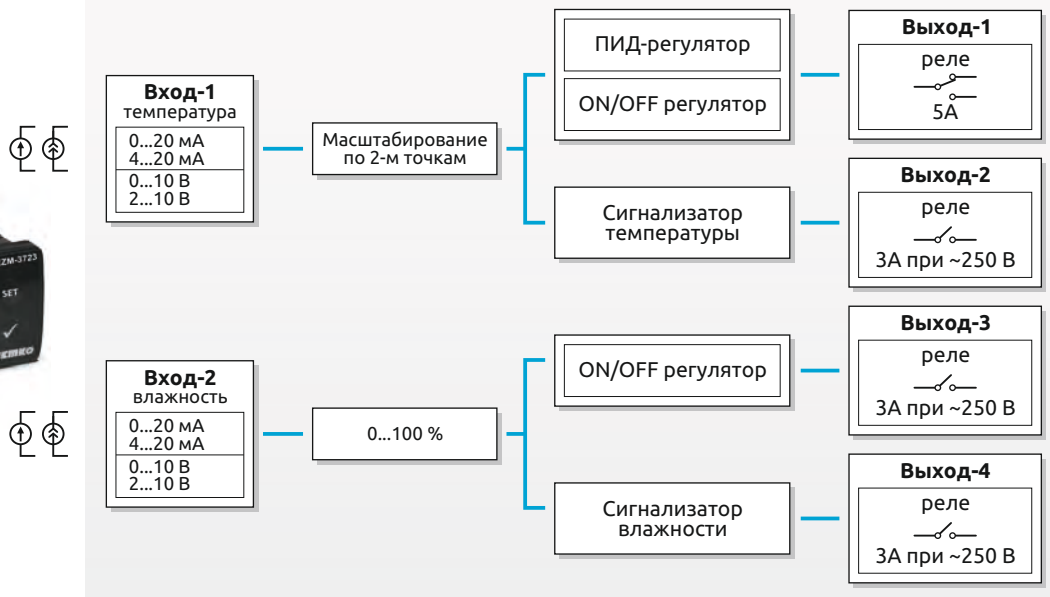 Вход-1
температура
0...20 мА
4...20 мА
0...10 В
2...10 В
Масштабирование
по 2-м точкам
ПИД-регулятор
ON/OFF регулятор
Выход-1
реле
5А
Сигнализатор
температуры
Выход-2
реле
3А при ~250 В
ZM-3723
SET
Вход-2
влажность
0...20 мА
4...20 мА
0...10 В
2...10 В
0...100 %
ON/OFF регулятор
Выход-3
реле
3А при ~250 В
Сигнализатор
влажности
Выход-4
реле
3А при ~250 В